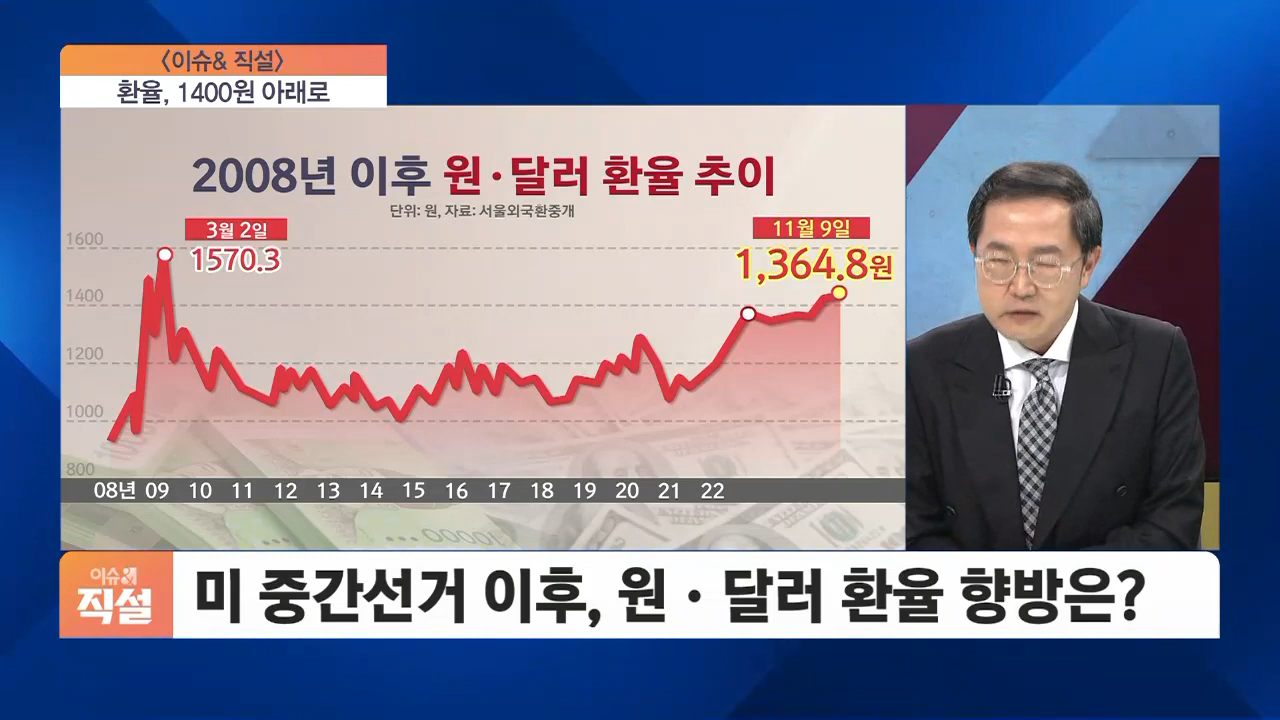 〈이슈& 직설〉
환율, 1400원 아래로
2008년 이후 원·달러 환율 추이
단위: 원, 자료: 서울외국환중개
3월 2일
1570.3
11월 9일
1,364.8원
1600
1400
1200
1000
800
08년 09 10 11 12 13 14 15 16 17 18 19 20 21 22
이슈&
직설
미 중간선거 이후, 원·달러 환율 향방은?